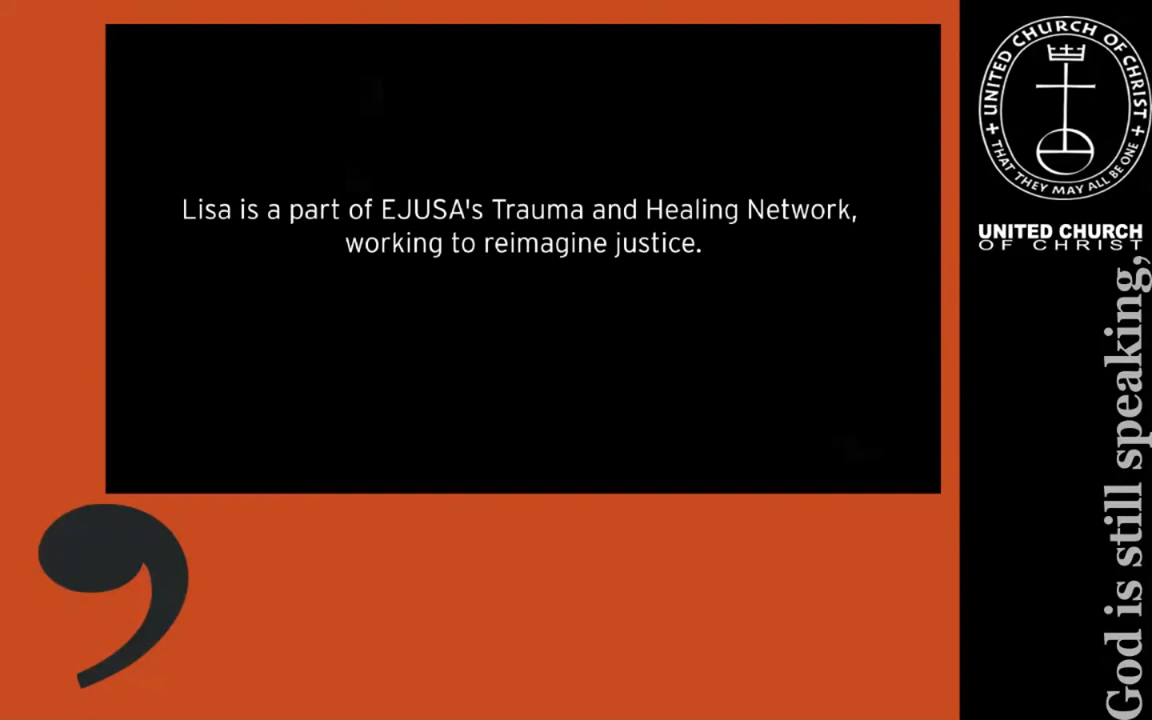 Lisa is a part of EJUSA's Trauma and Healing Network,
working to reimagine justice.
UNITED CHURCH OF CHRIST
THAT THEY MAY ALL BE ONE
UNITED CHURCH
OF CHRIST
God is still speaking,